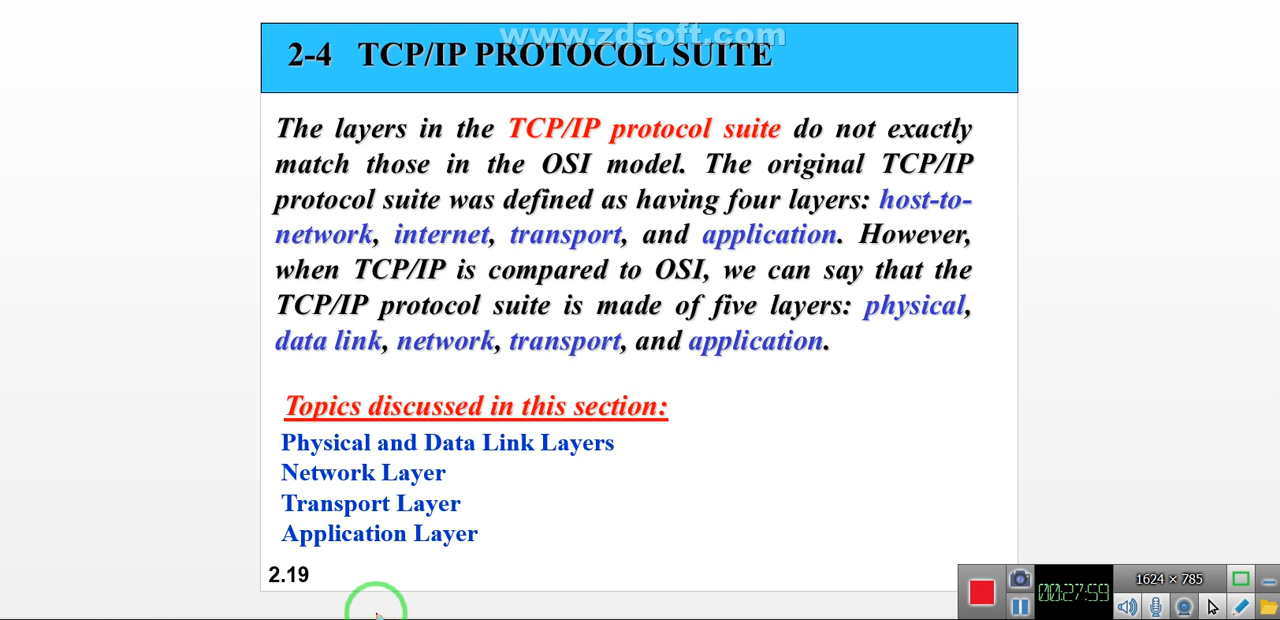 www.zdsoft.com
2-4 TCP/IP PROTOCOL SUITE
The layers in the TCP/IP protocol suite do not exactly
match those in the OSI model. The original TCP/IP
protocol suite was defined as having four layers: host-to-
network, internet, transport, and application. However,
when TCP/IP is compared to OSI, we can say that the
TCP/IP protocol suite is made of five layers: physical,
data link, network, transport, and application.
Topics discussed in this section:
Physical and Data Link Layers
Network Layer
Transport Layer
Application Layer
2.19
1624 × 785
00:27:59